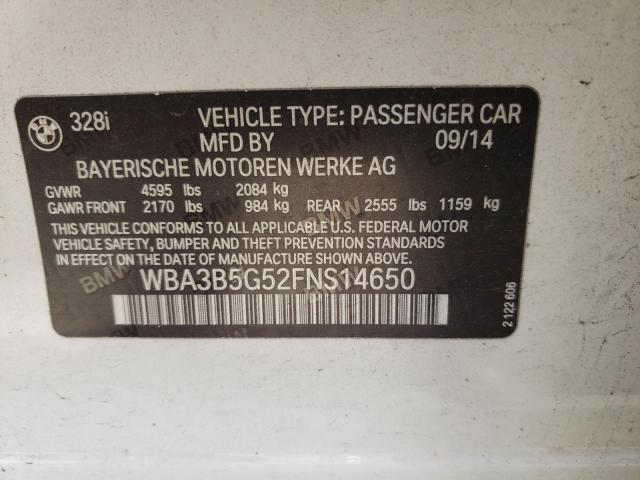 BMW
328i VEHICLE TYPE: PASSENGER CAR
MFD BY 09/14
BAYERISCHE MOTOREN WERKE AG
GVWR 4595 lbs 2084 kg
GAWR FRONT 2170 lbs 984 kg REAR 2555 lbs 1159 kg
THIS VEHICLE CONFORMS TO ALL APPLICABLE U.S. FEDERAL MOTOR
VEHICLE SAFETY, BUMPER AND THEFT PREVENTION STANDARDS
IN EFFECT ON THE DATE OF MANUFACTURE SHOWN ABOVE.
WBA3B5G52FNS14650
2 122 606